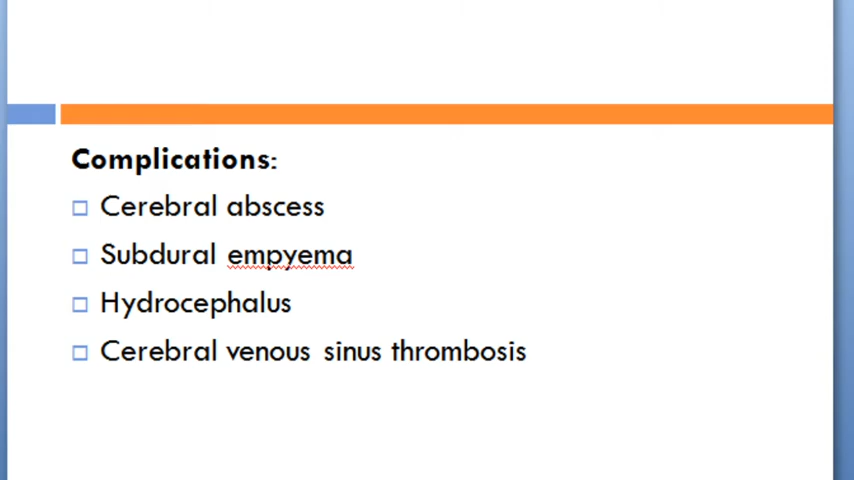 Complications:
Cerebral abscess
Subdural empyema
Hydrocephalus
Cerebral venous sinus thrombosis